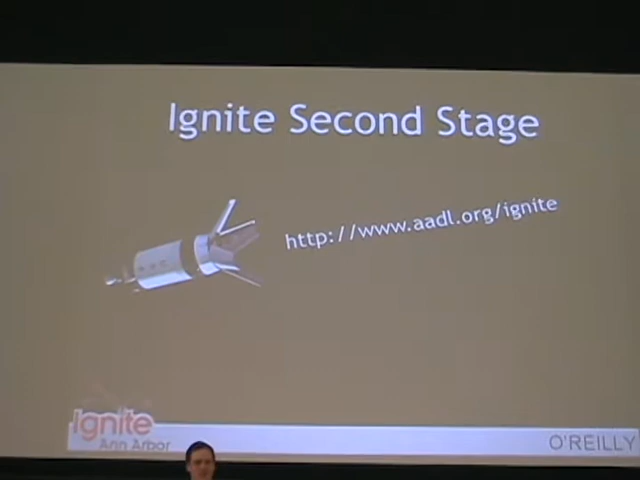 Ignite Second Stage
http://www.aadl.org/ignite
Ignite
Ann Arbor
O'REILLY